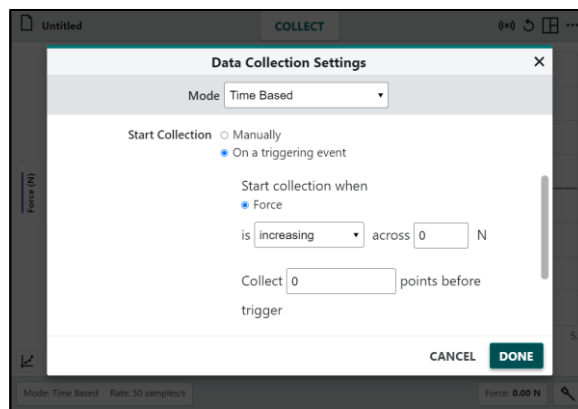 Untitled
COLLECT
Data Collection Settings
Mode Time Based
Start Collection Manually
On a triggering event
Force (N)
Start collection when
Force
is increasing across 0 N
Collect 0 points before
trigger
5.
CANCEL DONE
Mode: Time Based Rate: 50 samples/s Force: 0.00 N